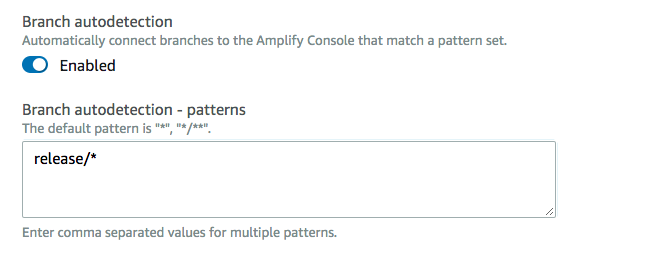 Branch autodetection
Automatically connect branches to the Amplify Console that match a pattern set.
Enabled
Branch autodetection - patterns
The default pattern is "*", "*/**".
release/*
Enter comma separated values for multiple patterns.